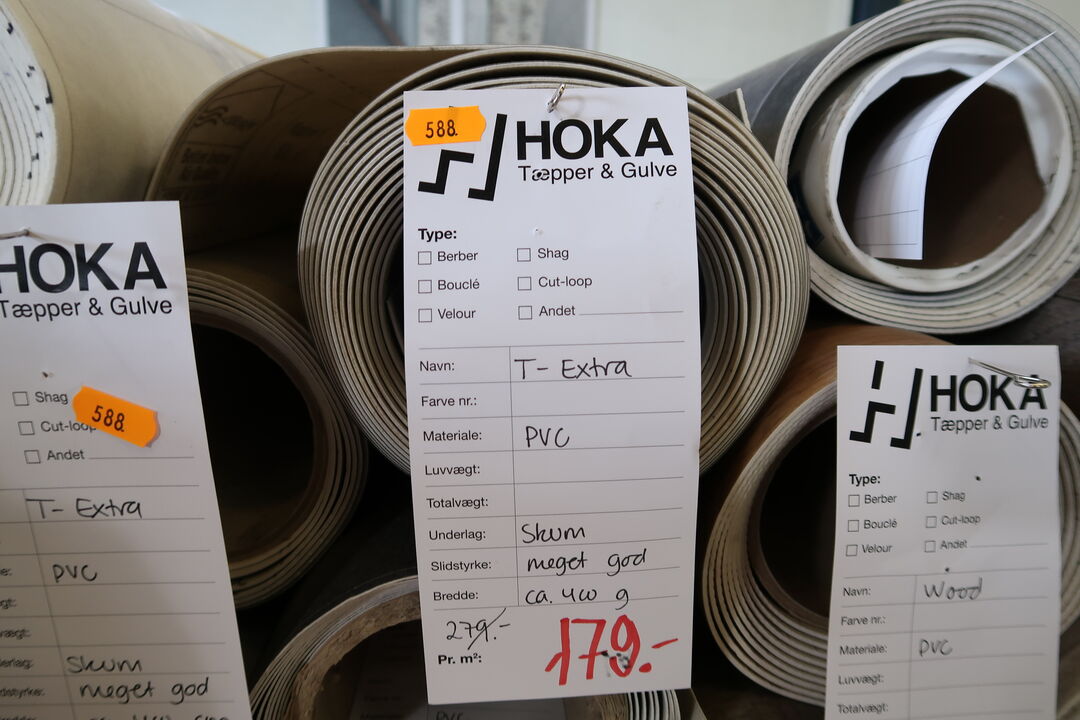 588.
HOKA
Tæpper & Gulve
Type:
Berber
Shag
Bouclé
Cut-loop
Velour
Andet
Navn: T- Extra
Farve nr.:
Materiale: PVC
Luvvægt:
Totalvægt:
Underlag: Skum
Slidstyrke: meget god
Bredde: ca. 400 g
279.-
Pr. m²: 179.-
HOKA
Tæpper & Gulve
Shag
588.
Cut-loop
Andet
T- Extra
PVC
Skum
meget god
HOKA
Tæpper & Gulve
Type:
Berber
Shag
Bouclé
Cut-loop
Velour
Andet
Navn: Wood
Farve nr.:
Materiale: PVC
Luvvægt:
Totalvægt: